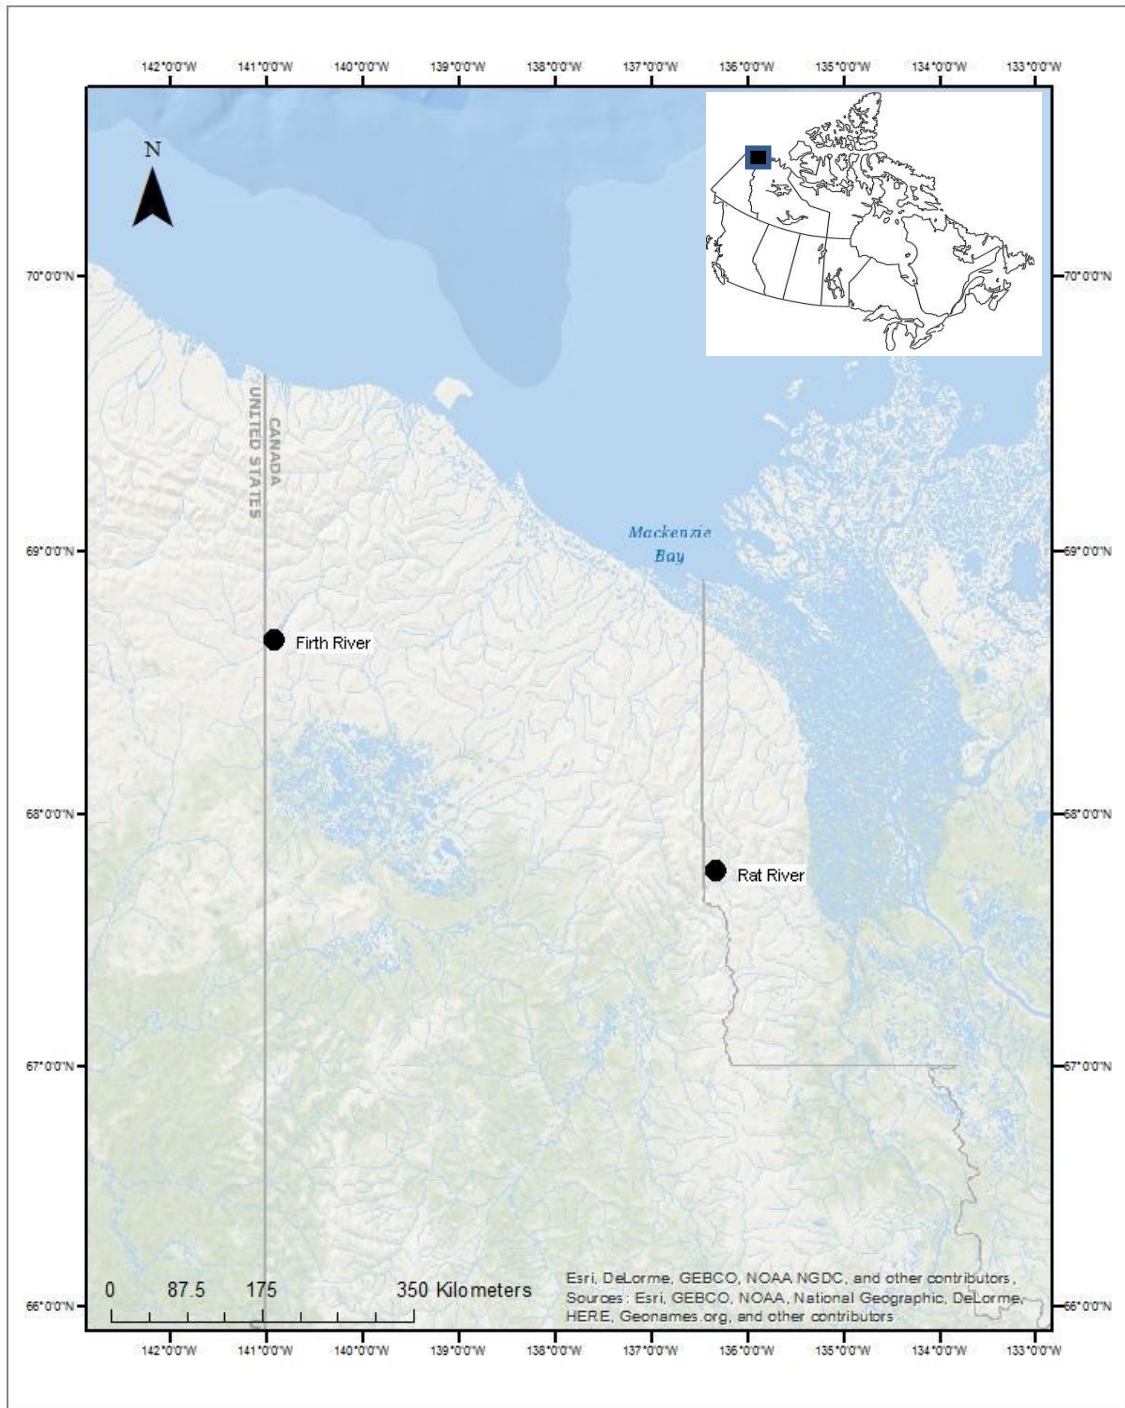 142°0'0"W 141°0'0"W 140°0'0"W 139°0'0"W 138°0'0"W 137°0'0"W 136°0'0"W 135°0'0"W 134°0'0"W 133°0'0"W
N
70°0'0"N 70°0'0"N
CANADA
UNITED STATES
Mackenzie
Bay
69°0'0"N 69°0'0"N
Firth River
68°0'0"N 68°0'0"N
Rat River
67°0'0"N 67°0'0"N
0 87.5 175 350 Kilometers
Esri, DeLorme, GEBCO, NOAA NGDC, and other contributors,
Sources: Esri, GEBCO, NOAA, National Geographic, DeLorme,
HERE, Geonames.org, and other contributors
66°0'0"N 66°0'0"N
142°0'0"W 141°0'0"W 140°0'0"W 139°0'0"W 138°0'0"W 137°0'0"W 136°0'0"W 135°0'0"W 134°0'0"W 133°0'0"W